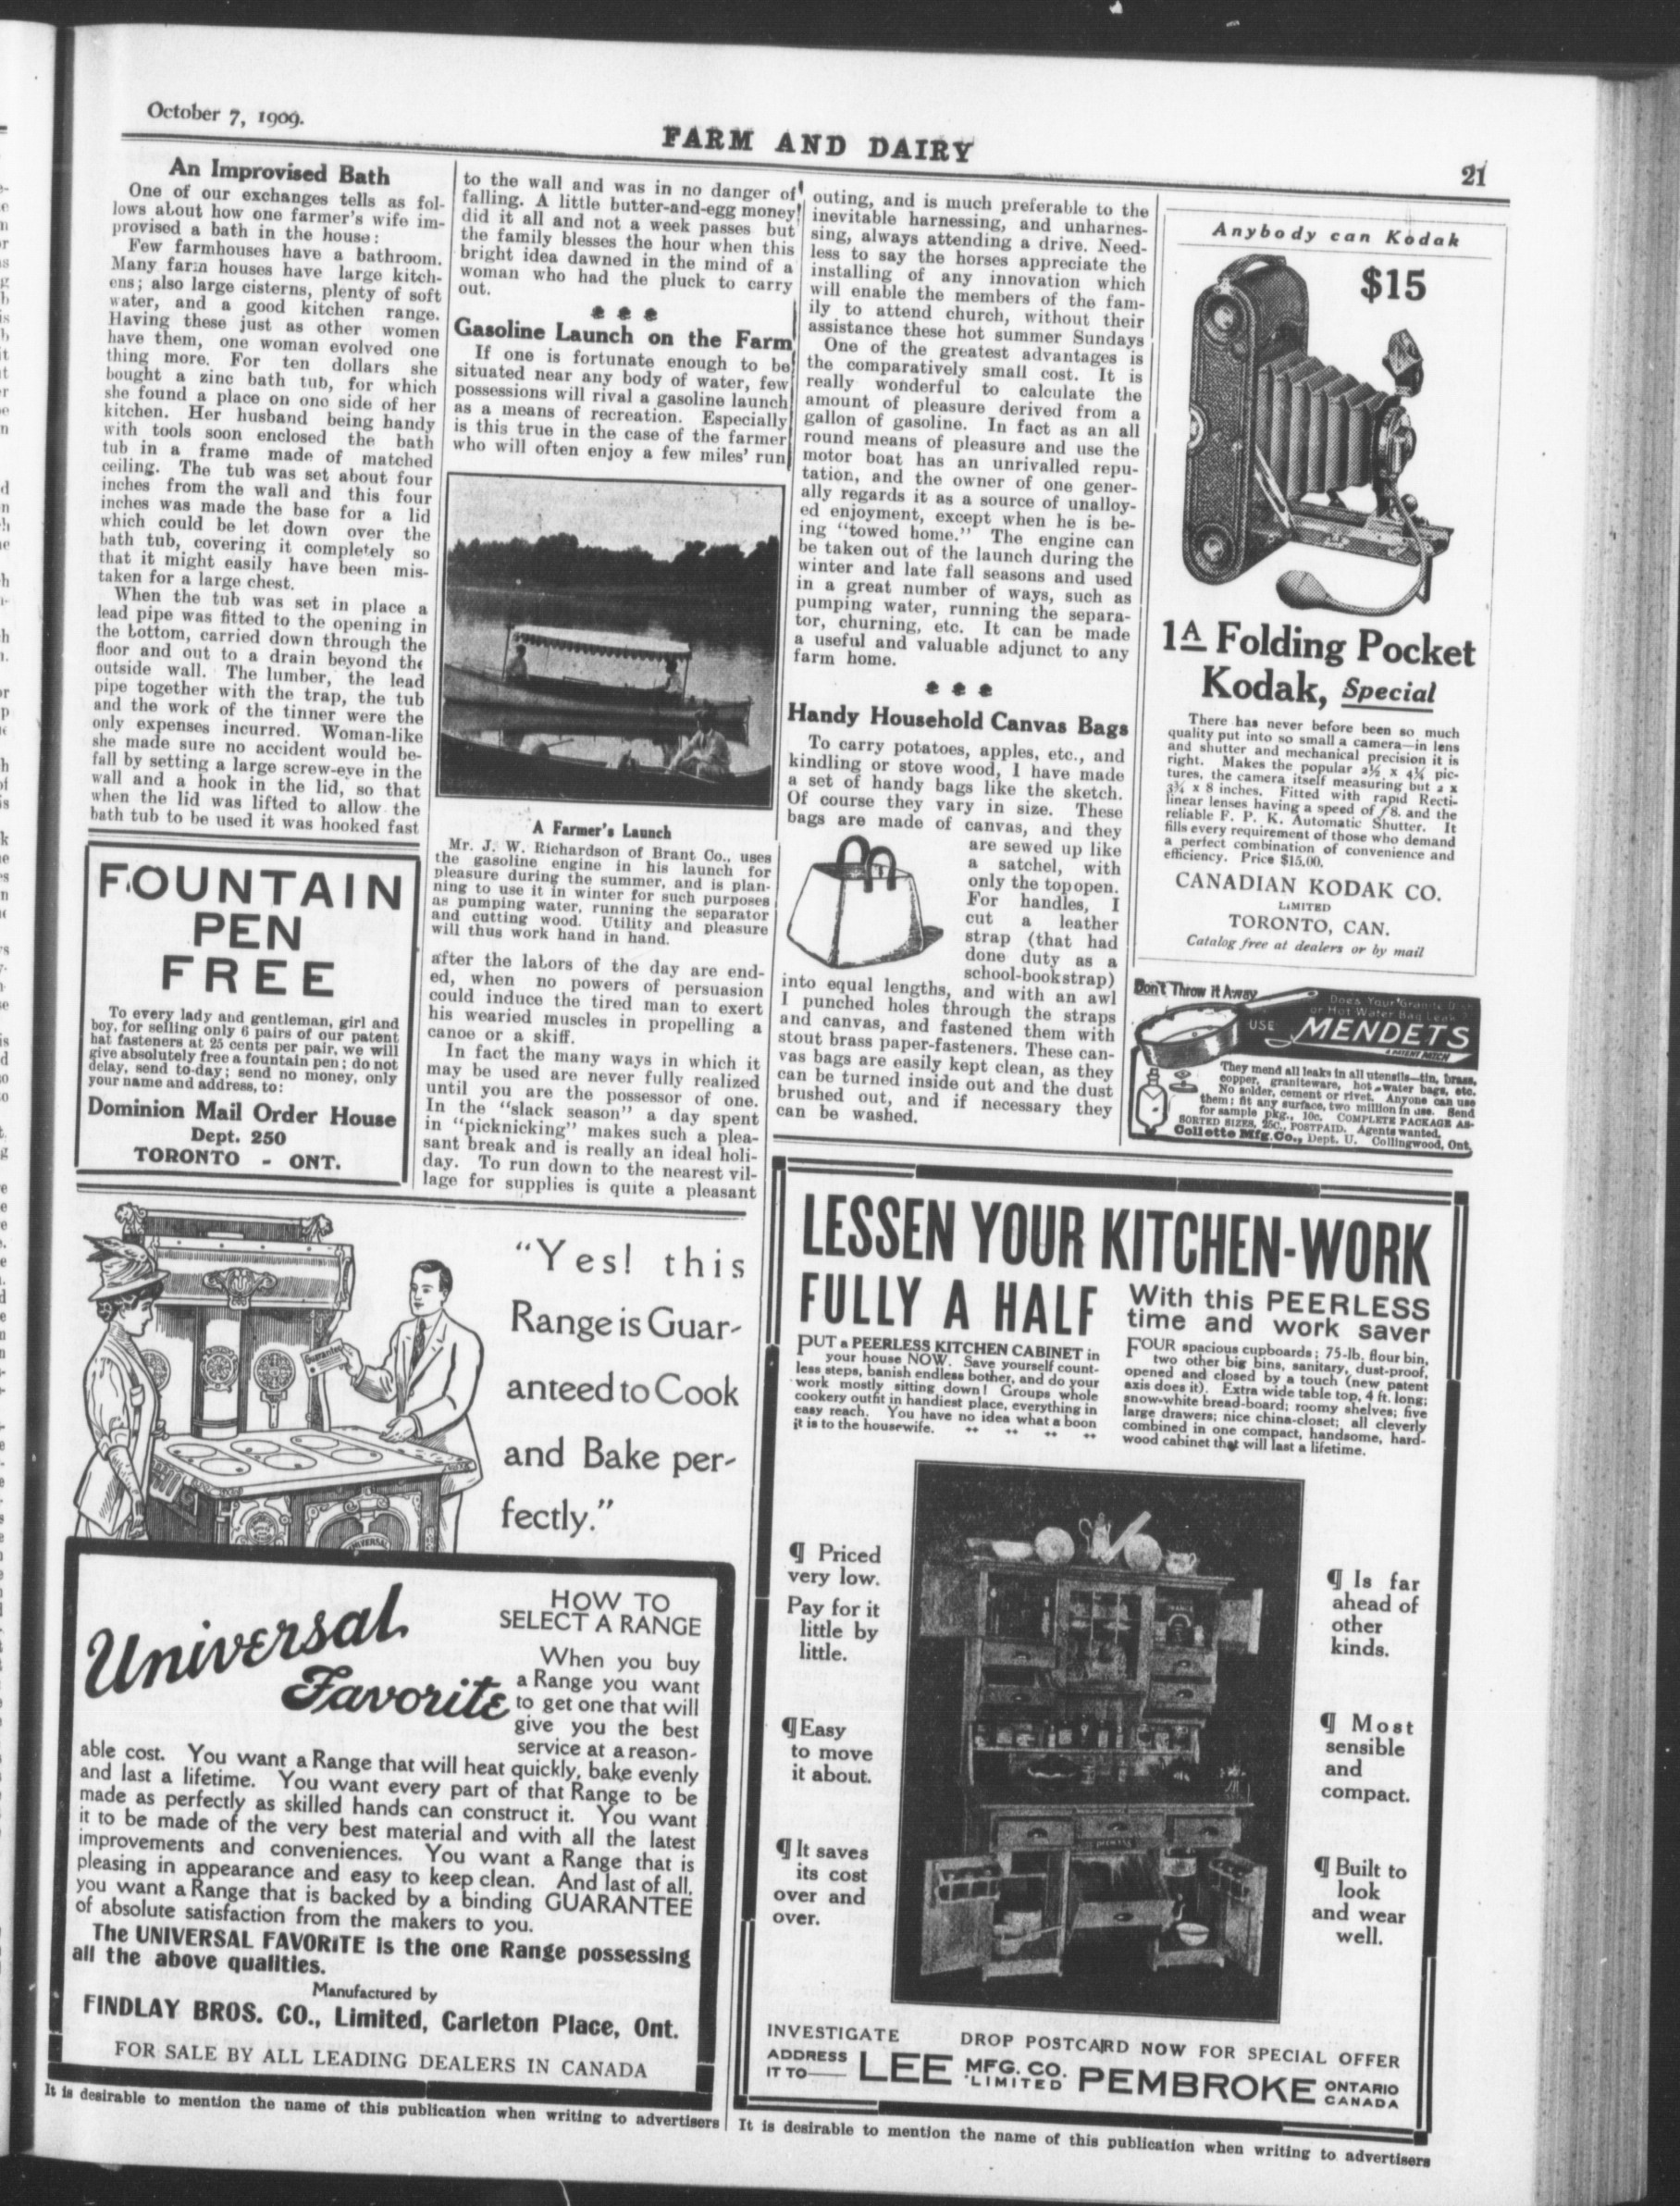 October 7, 1909.
FARM AND DAIRY
21
An Improvised Bath
One of our exchanges tells as fol-
lows about how one farmer's wife im-
provised a bath in the house:
Few farmhouses have a bathroom.
Many farm houses have large kitch-
ens; also large cisterns, plenty of soft
water, and a good kitchen range.
Having these just as other women
have them, one woman evolved one
thing more. For ten dollars she
bought a zinc bath tub, for which
she found a place on one side of her
kitchen. Her husband being handy
with tools soon enclosed the bath
tub in a frame made of matched
ceiling. The tub was set about four
inches from the wall and this four
inches was made the base for a lid
which could be let down over the
bath tub, covering it completely so
that it might easily have been mis-
taken for a large chest.
When the tub was set in place a
lead pipe was fitted to the opening in
the bottom, carried down through the
floor and out to a drain beyond the
outside wall. The lumber, the lead
pipe together with the trap, the tub
and the work of the tinner were the
only expenses incurred. Woman-like
she made sure no accident would be-
fall by setting a large screw-eye in the
wall and a hook in the lid, so that
when the lid was lifted to allow the
bath tub to be used it was hooked fast
to the wall and was in no danger of
falling. A little butter-and-egg money
did it all and not a week passes but
the family blesses the hour when this
bright idea dawned in the mind of a
woman who had the pluck to carry
out.
Gasoline Launch on the Farm
If one is fortunate enough to be
situated near any body of water, few
possessions will rival a gasoline launch
as a means of recreation. Especially
is this true in the case of the farmer
who will often enjoy a few miles' run
A Farmer's Launch
Mr. J. W. Richardson of Brant Co., uses
the gasoline engine in his launch for
pleasure during the summer, and is plan-
ning to use it in winter for such purposes
as pumping water, running the separator
and cutting wood. Utility and pleasure
will thus work hand in hand.
after the labors of the day are end-
ed, when no powers of persuasion
could induce the tired man to exert
his wearied muscles in propelling a
canoe or a skiff.
In fact the many ways in which it
may be used are never fully realized
until you are the possessor of one.
In the "slack season" a day spent
in "picknicking" makes such a plea-
sant break and is really an ideal holi-
day. To run down to the nearest vil-
lage for supplies is quite a pleasant
outing, and is much preferable to the
inevitable harnessing, and unharnes-
sing, always attending a drive. Need-
less to say the horses appreciate the
installing of any innovation which
will enable the members of the fam-
ily to attend church, without their
assistance these hot summer Sundays
One of the greatest advantages is
the comparatively small cost. It is
really wonderful to calculate the
amount of pleasure derived from a
gallon of gasoline. In fact as an all
round means of pleasure and use the
motor boat has an unrivalled repu-
tation, and the owner of one gener-
ally regards it as a source of unalloy-
ed enjoyment, except when he is be-
ing "towed home." The engine can
be taken out of the launch during the
winter and late fall seasons and used
in a great number of ways, such as
pumping water, running the separa-
tor, churning, etc. It can be made
a useful and valuable adjunct to any
farm home.
Handy Household Canvas Bags
To carry potatoes, apples, etc., and
kindling or stove wood, I have made
a set of handy bags like the sketch.
Of course they vary in size. These
bags are made of canvas, and they
are sewed up like
a satchel, with
only the top open.
For handles, I
cut a leather
strap (that had
done duty as a
school-bookstrap)
into equal lengths, and with an awl
I punched holes through the straps
and canvas, and fastened them with
stout brass paper-fasteners. These can-
vas bags are easily kept clean, as they
can be turned inside out and the dust
brushed out, and if necessary they
can be washed.
Anybody can Kodak
$15
1A Folding Pocket
Kodak, Special
There has never before been so much
quality put into so small a camera—in lens
and shutter and mechanical precision it is
right. Makes the popular 2½ x 4¼ pic-
tures, the camera itself measuring but 2 x
3¾ x 8 inches. Fitted with rapid Recti-
linear lenses having a speed of f8. and the
reliable F. P. K. Automatic Shutter. It
fills every requirement of those who demand
a perfect combination of convenience and
efficiency. Price $15.00.
CANADIAN KODAK CO.
LIMITED
TORONTO, CAN.
Catalog free at dealers or by mail
Don't Throw it Away
Does Your Granite Dish
or Hot Water Bag Leak?
USE MENDETS
A PATENT PATCH
They mend all leaks in all utensils—tin, brass,
copper, graniteware, hot-water bags, etc.
No solder, cement or rivet. Anyone can use
them; fit any surface, two million in use. Send
for sample pkg., 10c. COMPLETE PACKAGE AS-
SORTED SIZES, 25c., POSTPAID. Agents wanted.
Collette Mfg. Co., Dept. U. Collingwood, Ont.
FOUNTAIN
PEN
FREE
To every lady and gentleman, girl and
boy, for selling only 6 pairs of our patent
hat fasteners at 25 cents per pair, we will
give absolutely free a fountain pen; do not
delay, send to-day; send no money, only
your name and address, to:
Dominion Mail Order House
Dept. 250
TORONTO - ONT.
Guarantee
"Yes! this
Range is Guar-
anteed to Cook
and Bake per-
fectly."
UNIVERSAL
Universal
Favorite
HOW TO
SELECT A RANGE
When you buy
a Range you want
to get one that will
give you the best
service at a reason-
able cost. You want a Range that will heat quickly, bake evenly
and last a lifetime. You want every part of that Range to be
made as perfectly as skilled hands can construct it. You want
it to be made of the very best material and with all the latest
improvements and conveniences. You want a Range that is
pleasing in appearance and easy to keep clean. And last of all,
you want a Range that is backed by a binding GUARANTEE
of absolute satisfaction from the makers to you.
The UNIVERSAL FAVORITE is the one Range possessing
all the above qualities.
Manufactured by
FINDLAY BROS. CO., Limited, Carleton Place, Ont.
FOR SALE BY ALL LEADING DEALERS IN CANADA
It is desirable to mention the name of this publication when writing to advertisers
LESSEN YOUR KITCHEN-WORK
FULLY A HALF
With this PEERLESS
time and work saver
PUT a PEERLESS KITCHEN CABINET in
your house NOW. Save yourself count-
less steps, banish endless bother, and do your
work mostly sitting down! Groups whole
cookery outfit in handiest place, everything in
easy reach. You have no idea what a boon
it is to the housewife.
FOUR spacious cupboards; 75-lb. flour bin,
two other big bins, sanitary, dust-proof,
opened and closed by a touch (new patent
axis does it). Extra wide table top, 4 ft. long;
snow-white bread-board; roomy shelves; five
large drawers; nice china-closet; all cleverly
combined in one compact, handsome, hard-
wood cabinet that will last a lifetime.
¶ Priced
very low.
Pay for it
little by
little.
¶ Easy
to move
it about.
¶ It saves
its cost
over and
over.
¶ Is far
ahead of
other
kinds.
¶ Most
sensible
and
compact.
¶ Built to
look
and wear
well.
INVESTIGATE DROP POSTCARD NOW FOR SPECIAL OFFER
ADDRESS
IT TO— LEE MFG. CO. LIMITED PEMBROKE ONTARIO CANADA
It is desirable to mention the name of this publication when writing to advertisers